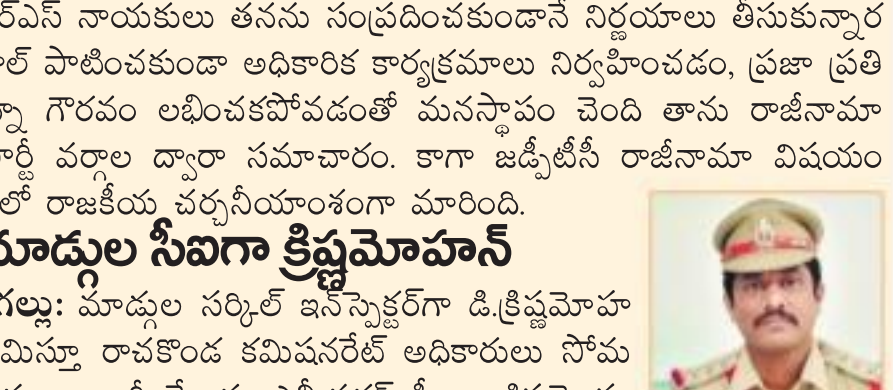 ర్ఎస్ నాయకులు తనను సంప్రదించకుండానే నిర్ణయాలు తీసుకున్నార
ల్ పాటించకుండా అధికారిక కార్యక్రమాలు నిర్వహించడం, ప్రజా ప్రతి
న్నా గౌరవం లభించకపోవడంతో మనస్థాపం చెంది తాను రాజీనామా
ర్టీ వర్గాల ద్వారా సమాచారం. కాగా జడ్పీటీసీ రాజీనామా విషయం
లో రాజకీయ చర్చనీయాంశంగా మారింది.
మాడ్గుల సీఐగా క్రిష్ణమోహన్
గల్లు: మాడ్గుల సర్కిల్ ఇన్‌స్పెక్టర్‌గా డి.క్రిష్ణమోహ
మిస్తూ రాచకొండ కమిషనరేట్ అధికారులు సోమ